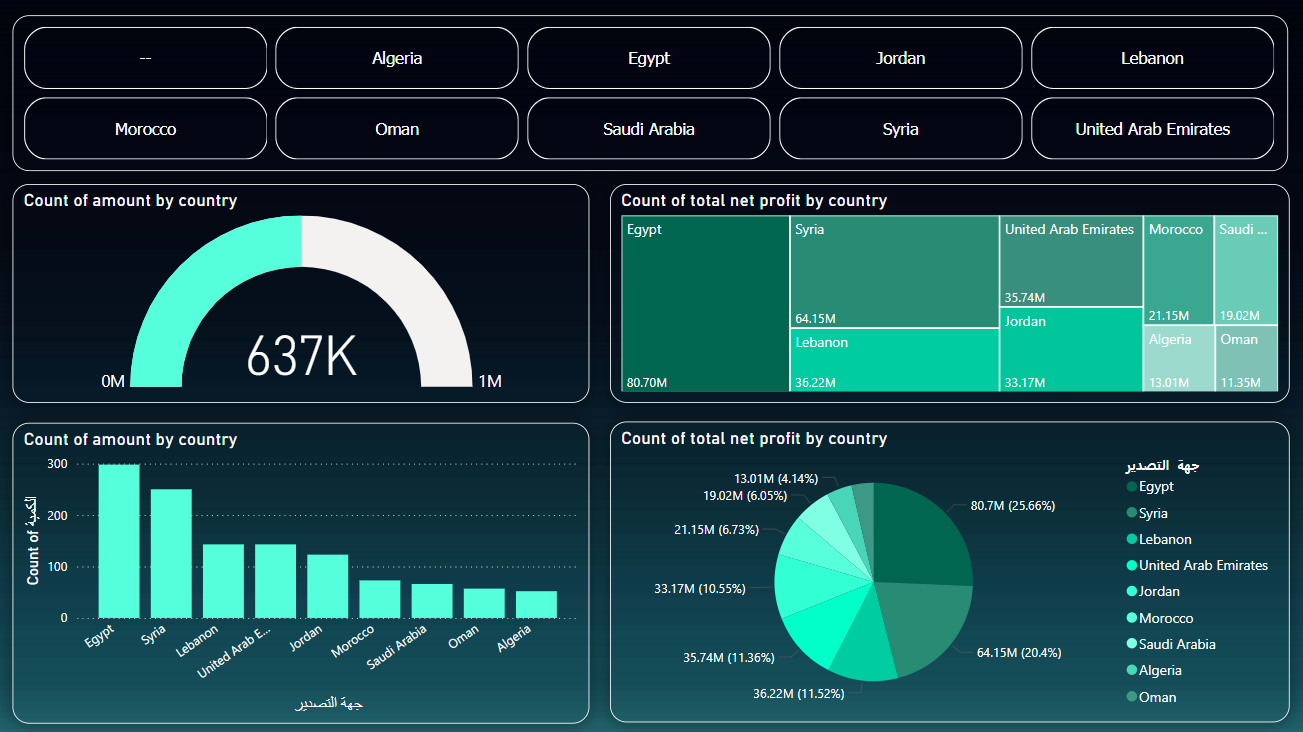 --
Algeria
Egypt
Jordan
Lebanon
Morocco
Oman
Saudi Arabia
Syria
United Arab Emirates
Count of amount by country
637K
0M
1M
Count of total net profit by country
Egypt
80.70M
Syria
64.15M
Lebanon
36.22M
United Arab Emirates
35.74M
Jordan
33.17M
Morocco
21.15M
Saudi ...
19.02M
Algeria
13.01M
Oman
11.35M
Count of amount by country
Count of الكمية
300
200
100
0
Egypt
Syria
Lebanon
United Arab E...
Jordan
Morocco
Saudi Arabia
Oman
Algeria
جهة التصدير
Count of total net profit by country
80.7M (25.66%)
64.15M (20.4%)
36.22M (11.52%)
35.74M (11.36%)
33.17M (10.55%)
21.15M (6.73%)
19.02M (6.05%)
13.01M (4.14%)
جهة التصدير
Egypt
Syria
Lebanon
United Arab Emirates
Jordan
Morocco
Saudi Arabia
Algeria
Oman